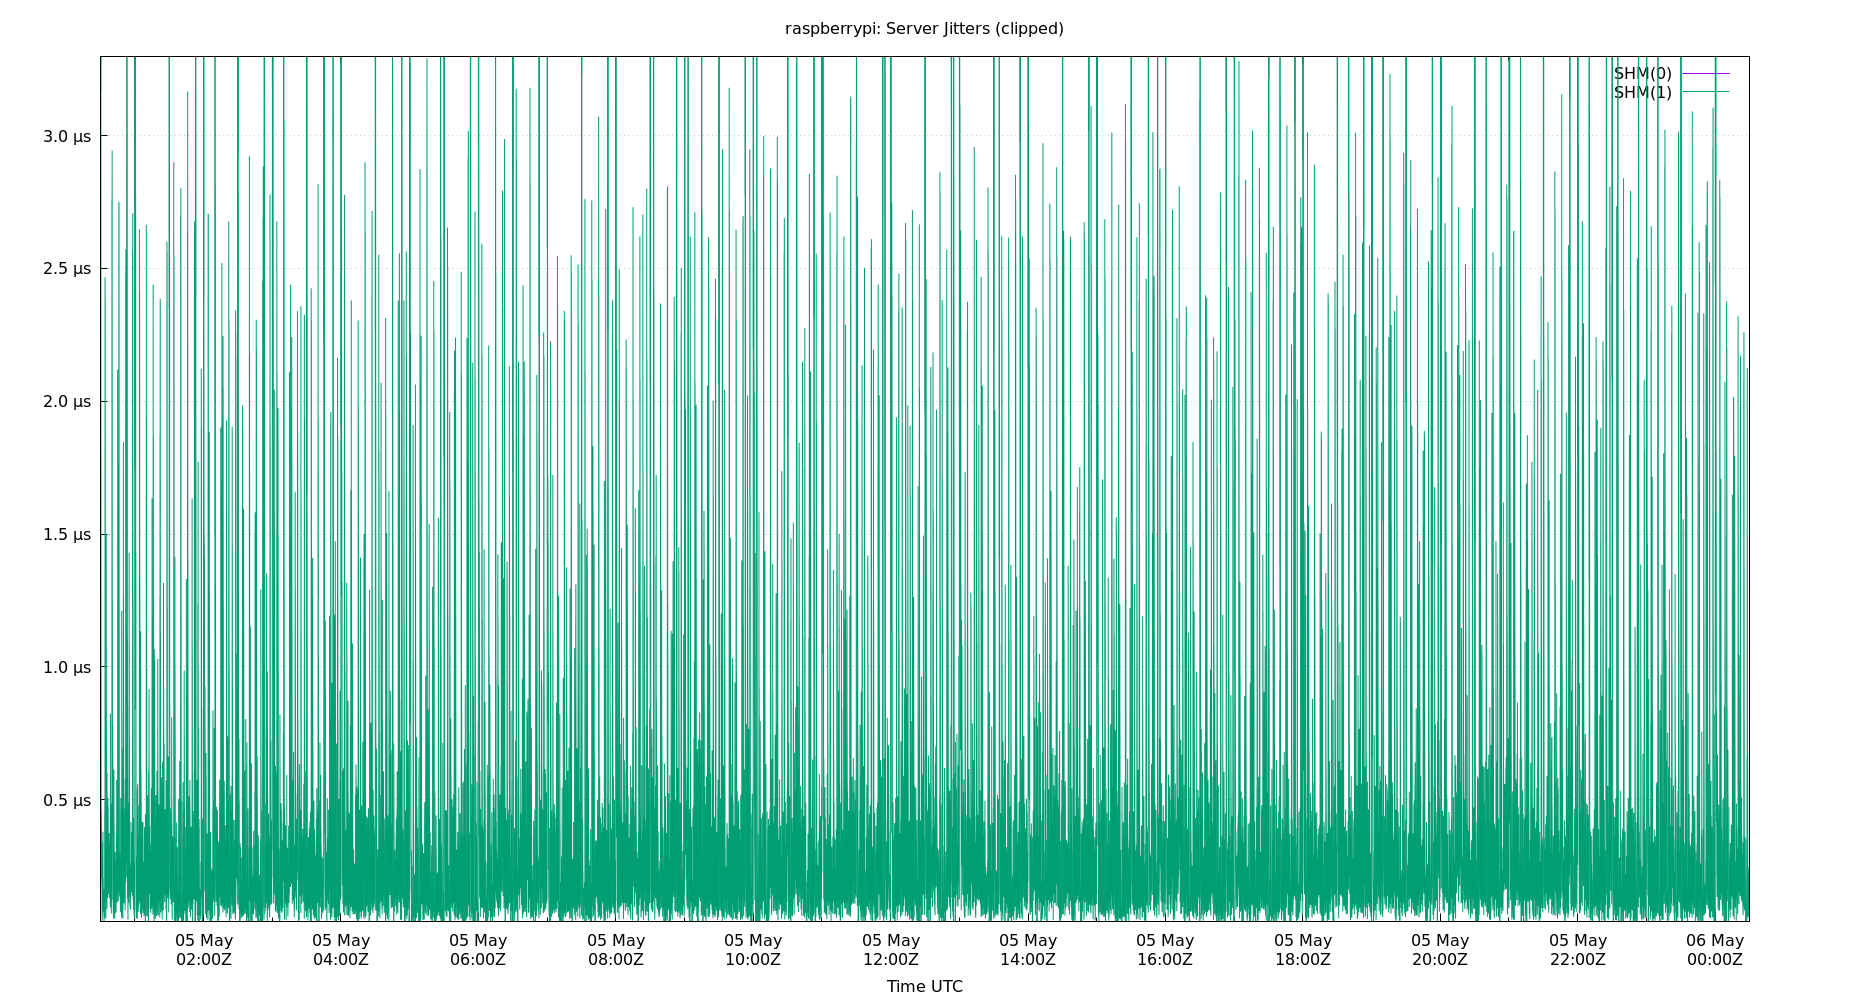 raspberrypi: Server Jitters (clipped)
SHM(0)
SHM(1)
3.0 µs
2.5 µs
2.0 µs
1.5 µs
1.0 µs
0.5 µs
05 May 05 May 05 May 05 May 05 May 05 May 05 May 05 May 05 May 05 May 05 May 06 May
02:00Z 04:00Z 06:00Z 08:00Z 10:00Z 12:00Z 14:00Z 16:00Z 18:00Z 20:00Z 22:00Z 00:00Z
Time UTC